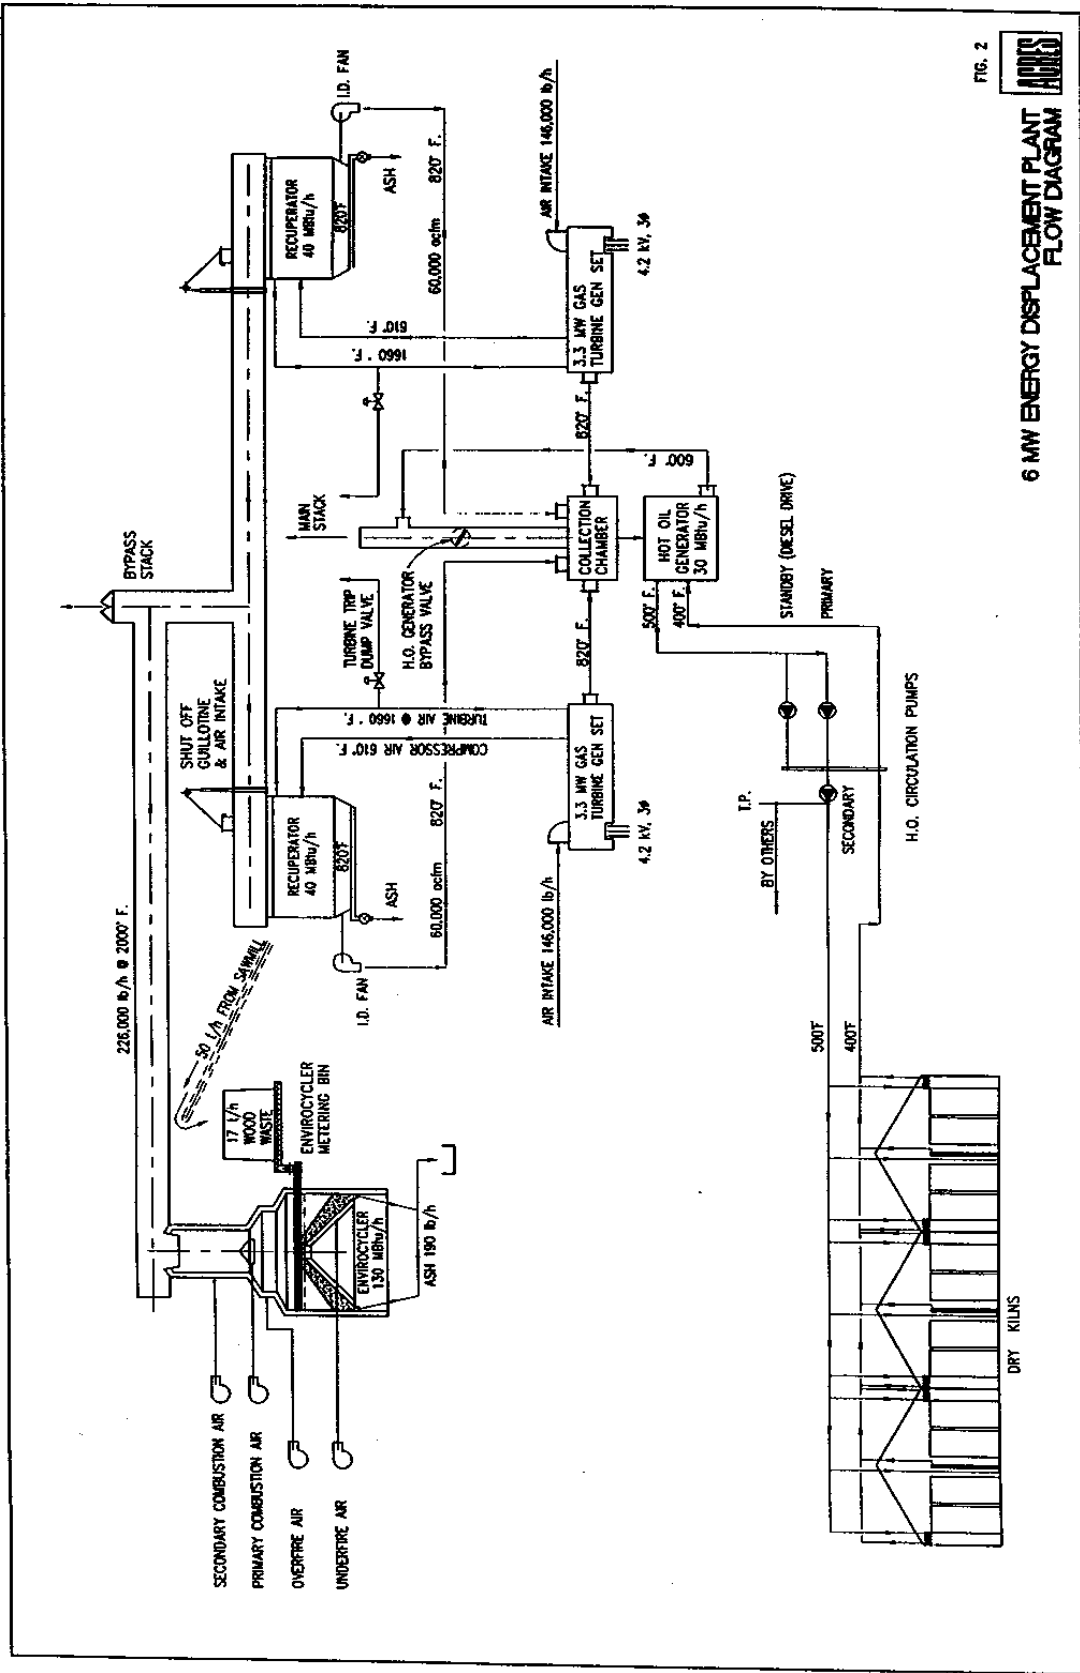 226,000 lb/h @ 2000° F.
BYPASS
STACK
SHUT OFF
GUILLOTINE
& AIR INTAKE
50 t/h FROM SAWMILL
17 t/h
WOOD
WASTE
ENVIROCYCLER
METERING BIN
ENVIROCYCLER
130 MBtu/h
ASH 190 lb/h
SECONDARY COMBUSTION AIR
PRIMARY COMBUSTION AIR
OVERFIRE AIR
UNDERFIRE AIR
RECUPERATOR
40 MBtu/h
820°F
ASH
I.D. FAN
60,000 acfm
820° F.
TURBINE AIR @ 1660° F.
COMPRESSOR AIR 610° F.
TURBINE TRIP
DUMP VALVE
H.O. GENERATOR
BYPASS VALVE
MAIN
STACK
RECUPERATOR
40 MBtu/h
820°F
ASH
I.D. FAN
60,000 acfm
820° F.
1660° F.
610° F.
AIR INTAKE 146,000 lb/h
3.3 MW GAS
TURBINE GEN SET
4.2 kV, 3ϕ
820° F.
COLLECTION
CHAMBER
820° F.
3.3 MW GAS
TURBINE GEN SET
4.2 kV, 3ϕ
AIR INTAKE 146,000 lb/h
HOT OIL
GENERATOR
30 MBtu/h
600° F.
500° F.
400° F.
STANDBY (DIESEL DRIVE)
PRIMARY
T.P.
BY OTHERS
SECONDARY
H.O. CIRCULATION PUMPS
500°F
400°F
DRY KILNS
FIG. 2
ACRES
6 MW ENERGY DISPLACEMENT PLANT
FLOW DIAGRAM